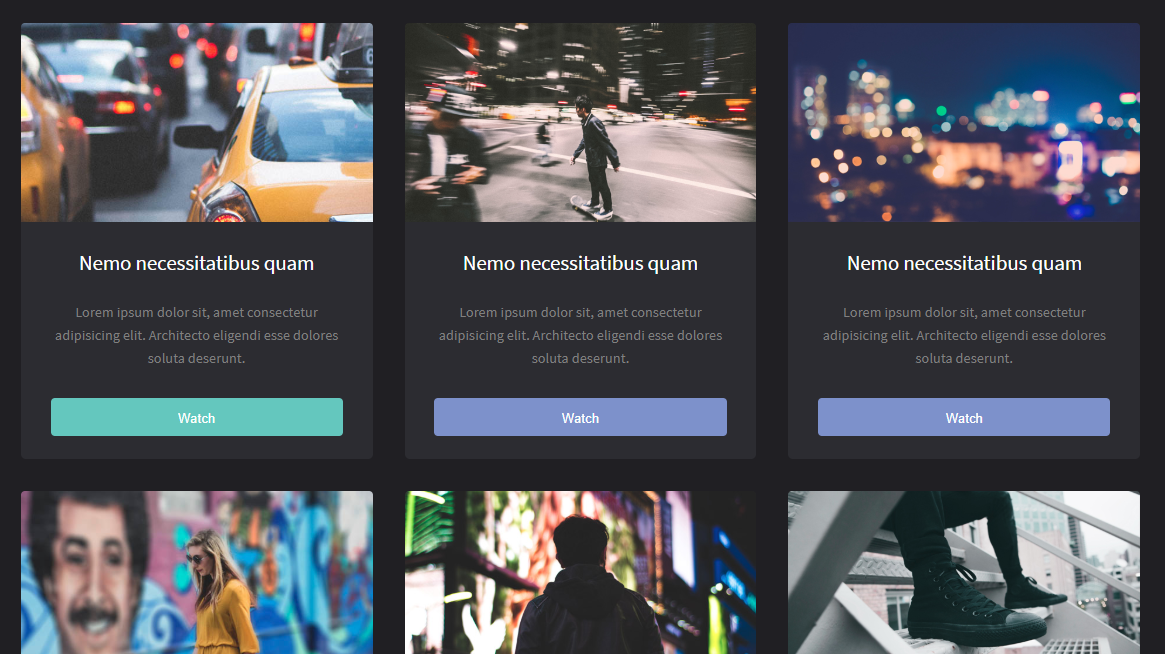 Nemo necessitatibus quam
Lorem ipsum dolor sit, amet consectetur
adipisicing elit. Architecto eligendi esse dolores
soluta deserunt.
Watch
Nemo necessitatibus quam
Lorem ipsum dolor sit, amet consectetur
adipisicing elit. Architecto eligendi esse dolores
soluta deserunt.
Watch
Nemo necessitatibus quam
Lorem ipsum dolor sit, amet consectetur
adipisicing elit. Architecto eligendi esse dolores
soluta deserunt.
Watch